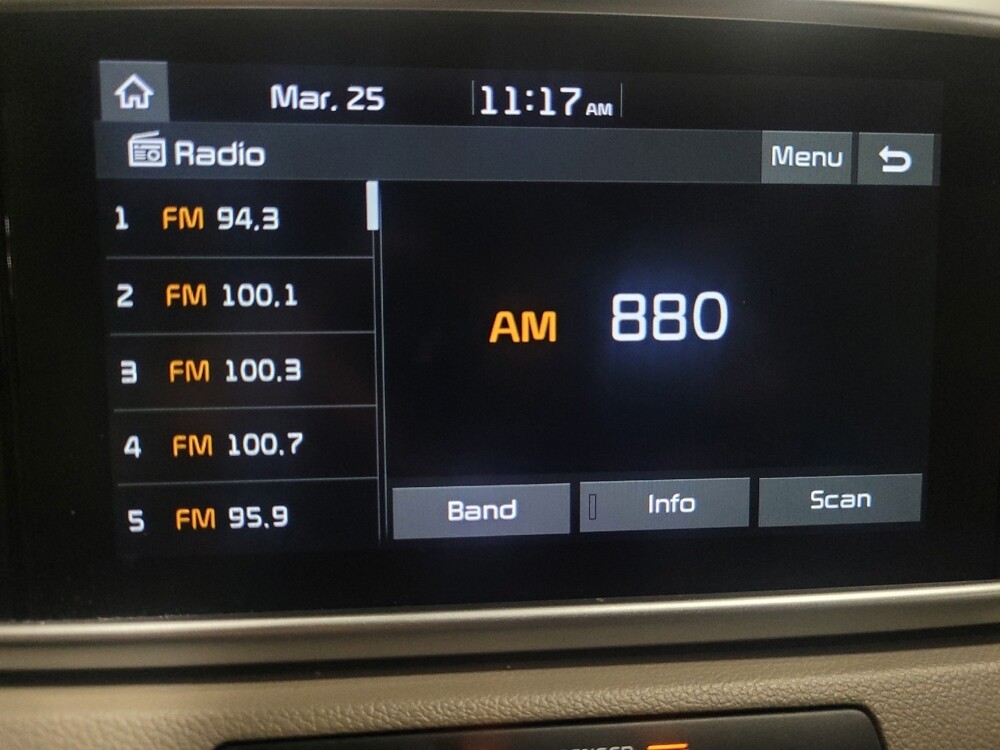 Mar. 25 11:17 AM
Radio Menu
1 FM 94.3
2 FM 100.1
3 FM 100.3
4 FM 100.7
5 FM 95.9
AM 880
Band Info Scan